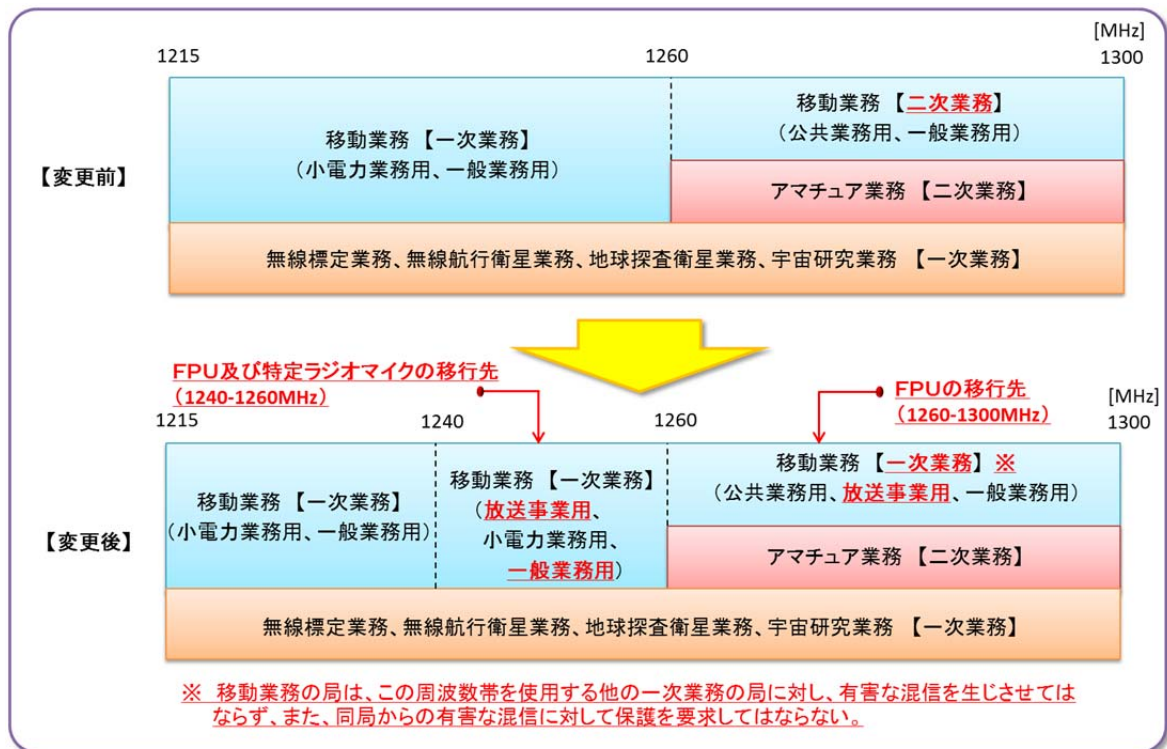 [MHz]
1215 1260 1300
【変更前】
移動業務 【一次業務】
（小電力業務用、一般業務用）
移動業務 【二次業務】
（公共業務用、一般業務用）
アマチュア業務 【二次業務】
無線標定業務、無線航行衛星業務、地球探査衛星業務、宇宙研究業務 【一次業務】
FPU及び特定ラジオマイクの移行先
（1240-1260MHz）
FPUの移行先
（1260-1300MHz）
[MHz]
1215 1240 1260 1300
【変更後】
移動業務 【一次業務】
（小電力業務用、一般業務用）
移動業務 【一次業務】
（放送事業用、
小電力業務用、
一般業務用）
移動業務 【一次業務】 ※
（公共業務用、放送事業用、一般業務用）
アマチュア業務 【二次業務】
無線標定業務、無線航行衛星業務、地球探査衛星業務、宇宙研究業務 【一次業務】
※ 移動業務の局は、この周波数帯を使用する他の一次業務の局に対し、有害な混信を生じさせては
ならず、また、同局からの有害な混信に対して保護を要求してはならない。